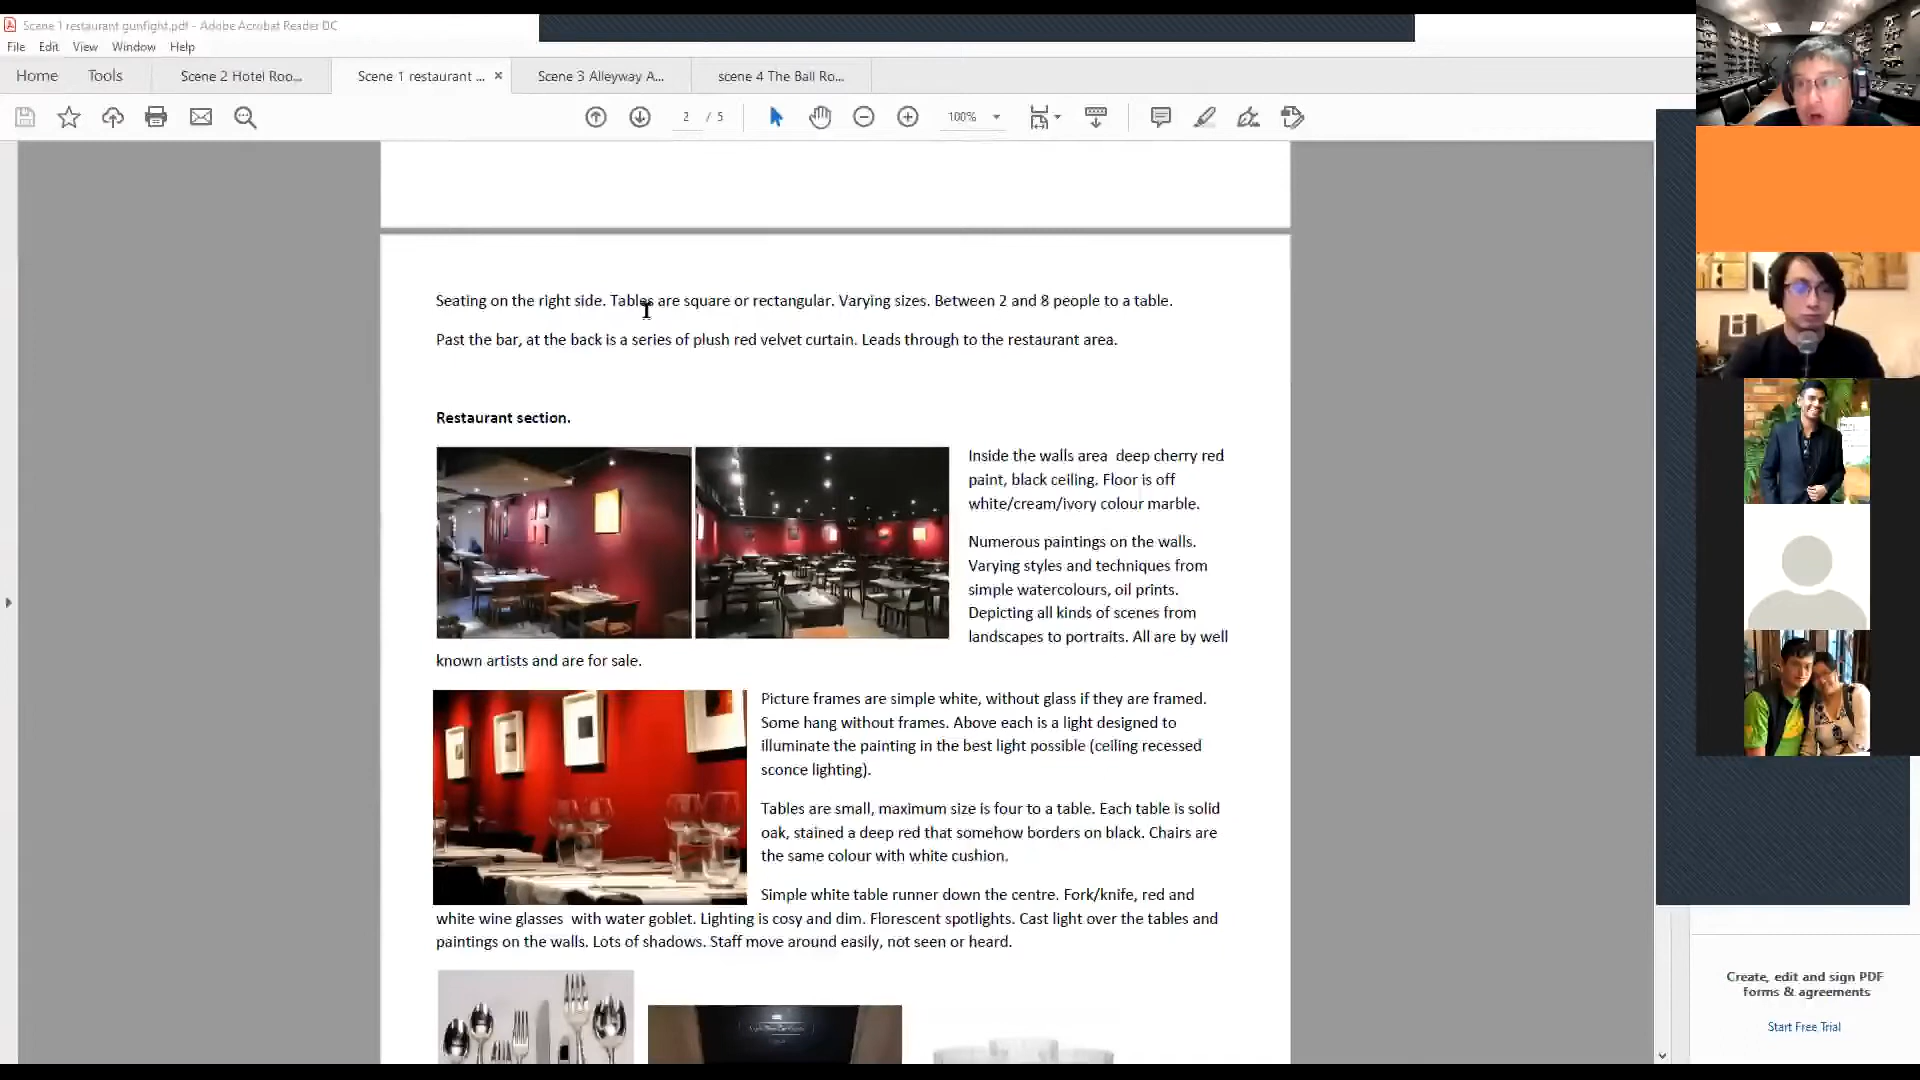 Scene 1 restaurant gunfight.pdf - Adobe Acrobat Reader DC
File Edit View Window Help
Home Tools Scene 2 Hotel Roo... Scene 1 restaurant ... × Scene 3 Alleyway A... scene 4 The Ball Ro...
2 / 5 100%
Seating on the right side. Tables are square or rectangular. Varying sizes. Between 2 and 8 people to a table.
Past the bar, at the back is a series of plush red velvet curtain. Leads through to the restaurant area.
Restaurant section.
Inside the walls area deep cherry red
paint, black ceiling. Floor is off
white/cream/ivory colour marble.
Numerous paintings on the walls.
Varying styles and techniques from
simple watercolours, oil prints.
Depicting all kinds of scenes from
landscapes to portraits. All are by well
known artists and are for sale.
Picture frames are simple white, without glass if they are framed.
Some hang without frames. Above each is a light designed to
illuminate the painting in the best light possible (ceiling recessed
sconce lighting).
Tables are small, maximum size is four to a table. Each table is solid
oak, stained a deep red that somehow borders on black. Chairs are
the same colour with white cushion.
Simple white table runner down the centre. Fork/knife, red and
white wine glasses with water goblet. Lighting is cosy and dim. Florescent spotlights. Cast light over the tables and
paintings on the walls. Lots of shadows. Staff move around easily, not seen or heard.
Create, edit and sign PDF
forms & agreements
Start Free Trial